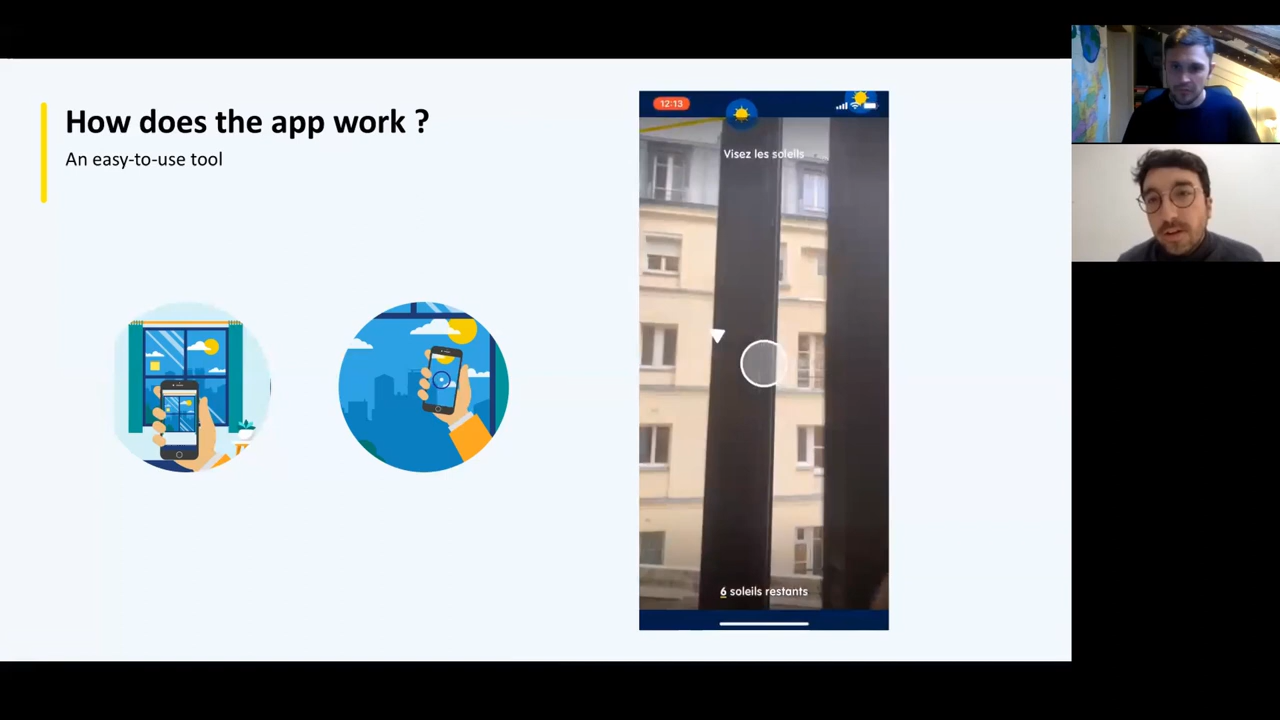 How does the app work ?
An easy-to-use tool
12:13
Visez les soleils
6 soleils restants